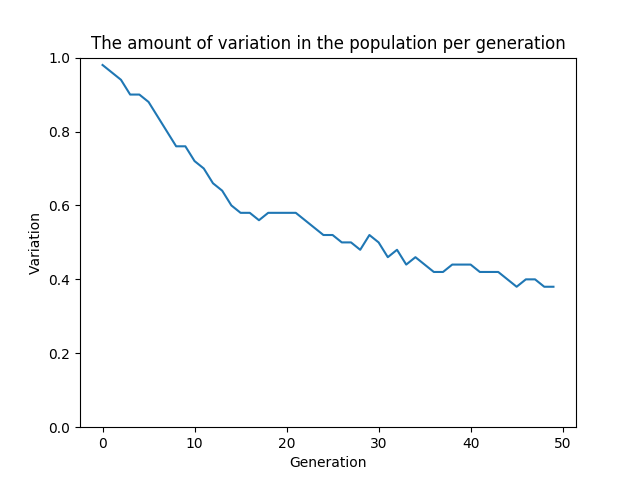 The amount of variation in the population per generation
1.0
0.8
0.6
0.4
0.2
0.0
Variation
0 10 20 30 40 50
Generation